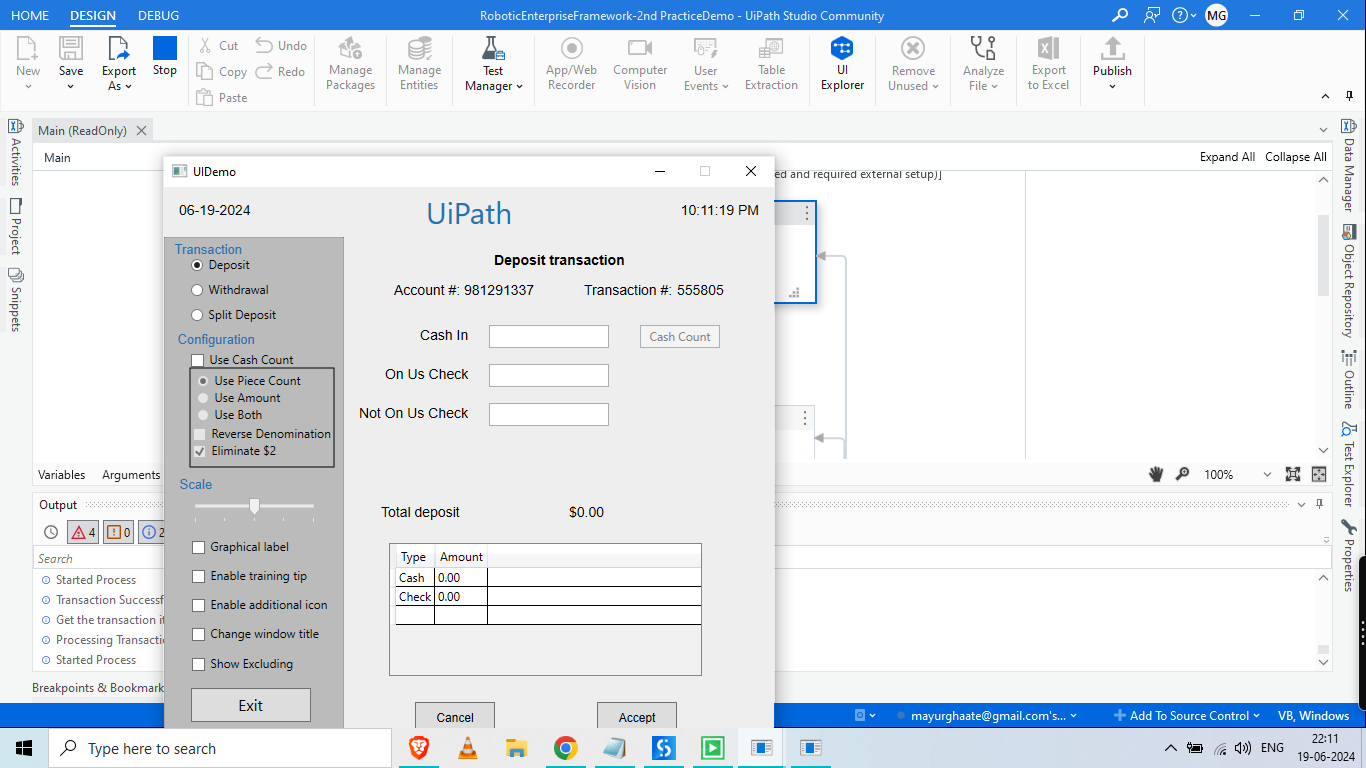 HOME DESIGN DEBUG RoboticEnterpriseFramework-2nd PracticeDemo - UiPath Studio Community MG
New Save Export As Stop Cut Copy Paste Undo Redo Manage Packages Manage Entities Test Manager App/Web Recorder Computer Vision User Events Table Extraction UI Explorer Remove Unused Analyze File Export to Excel Publish
Main (ReadOnly)
Main Expand All Collapse All
ed and required external setup)]
Activities
Project
Snippets
Data Manager
Object Repository
Outline
Test Explorer
Properties
UIDemo
06-19-2024 UiPath 10:11:19 PM
Transaction
Deposit
Withdrawal
Split Deposit
Configuration
Use Cash Count
Use Piece Count
Use Amount
Use Both
Reverse Denomination
Eliminate $2
Scale
Graphical label
Enable training tip
Enable additional icon
Change window title
Show Excluding
Exit
Deposit transaction
Account #: 981291337 Transaction #: 555805
Cash In Cash Count
On Us Check
Not On Us Check
Total deposit $0.00
Type Amount
Cash 0.00
Check 0.00
Cancel Accept
Variables Arguments 100%
Output
4 0 2
Search
Started Process
Transaction Successf
Get the transaction it
Processing Transactio
Started Process
Breakpoints & Bookmark
mayurghaate@gmail.com's... Add To Source Control VB, Windows
Type here to search ENG 22:11
19-06-2024